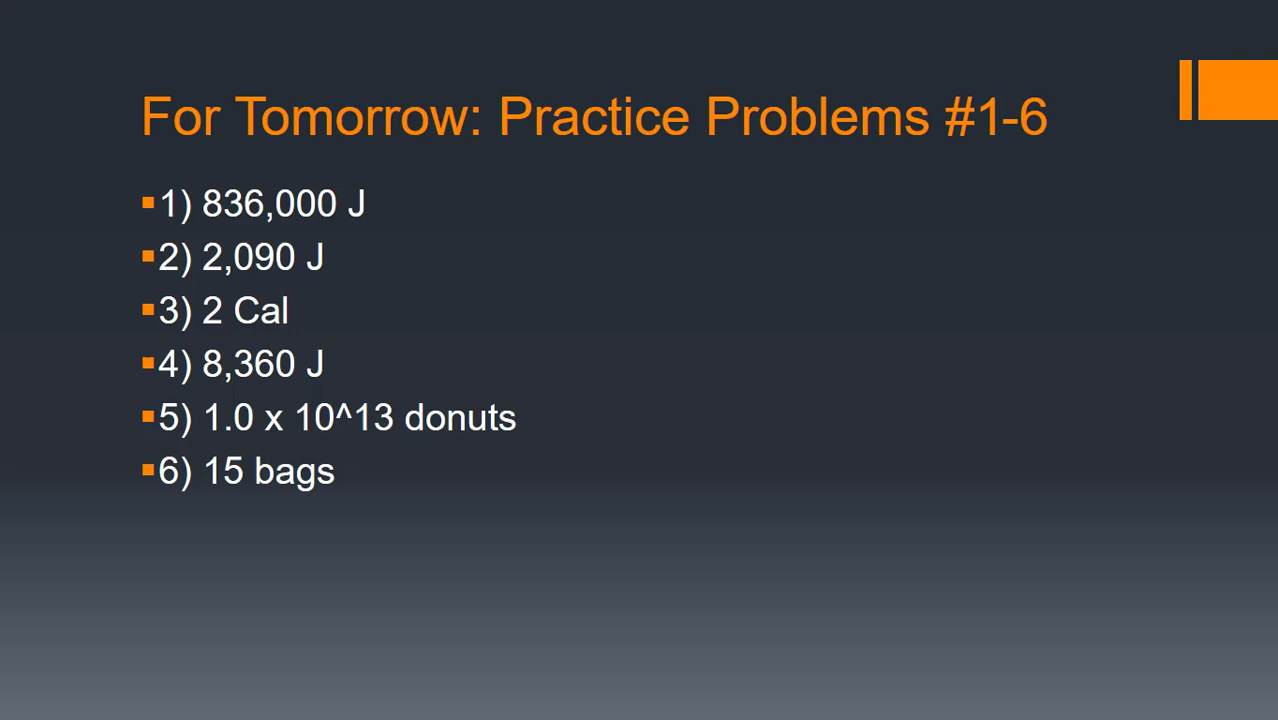 For Tomorrow: Practice Problems #1-6
1) 836,000 J
2) 2,090 J
3) 2 Cal
4) 8,360 J
5) 1.0 x 10^13 donuts
6) 15 bags